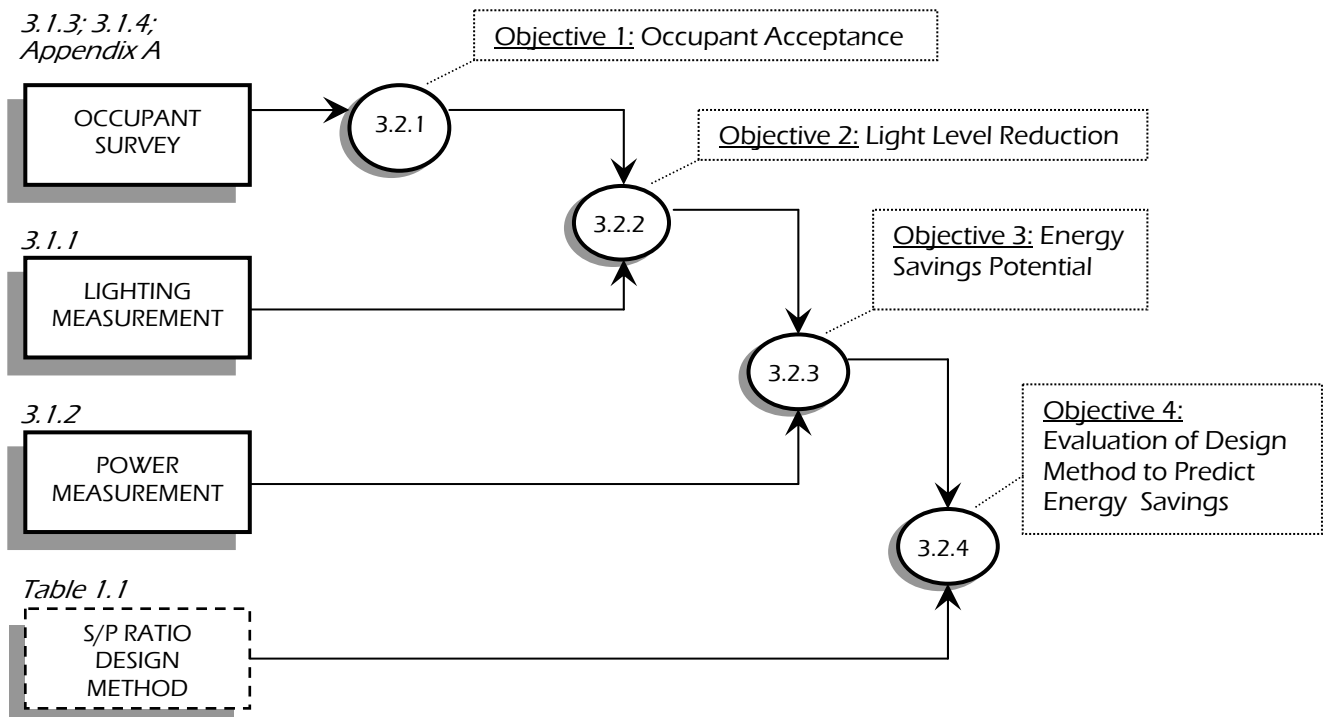 3.1.3; 3.1.4;
Appendix A
Objective 1: Occupant Acceptance
OCCUPANT
SURVEY
3.2.1
Objective 2: Light Level Reduction
3.2.2
3.1.1
LIGHTING
MEASUREMENT
Objective 3: Energy
Savings Potential
3.2.3
3.1.2
POWER
MEASUREMENT
Objective 4:
Evaluation of Design
Method to Predict
Energy Savings
3.2.4
Table 1.1
S/P RATIO
DESIGN
METHOD